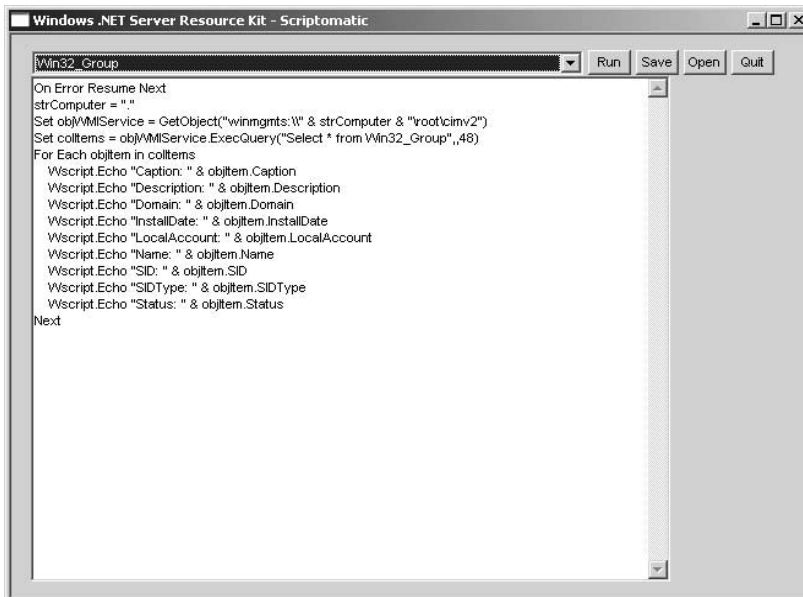 Windows .NET Server Resource Kit - Scriptomatic
Win32_Group
Run Save Open Quit
On Error Resume Next
strComputer = "."
Set objWMIService = GetObject("winmgmts:\\" & strComputer & "\root\cimv2")
Set colItems = objWMIService.ExecQuery("Select * from Win32_Group",,48)
For Each objItem in colItems
    Wscript.Echo "Caption: " & objItem.Caption
    Wscript.Echo "Description: " & objItem.Description
    Wscript.Echo "Domain: " & objItem.Domain
    Wscript.Echo "InstallDate: " & objItem.InstallDate
    Wscript.Echo "LocalAccount: " & objItem.LocalAccount
    Wscript.Echo "Name: " & objItem.Name
    Wscript.Echo "SID: " & objItem.SID
    Wscript.Echo "SIDType: " & objItem.SIDType
    Wscript.Echo "Status: " & objItem.Status
Next